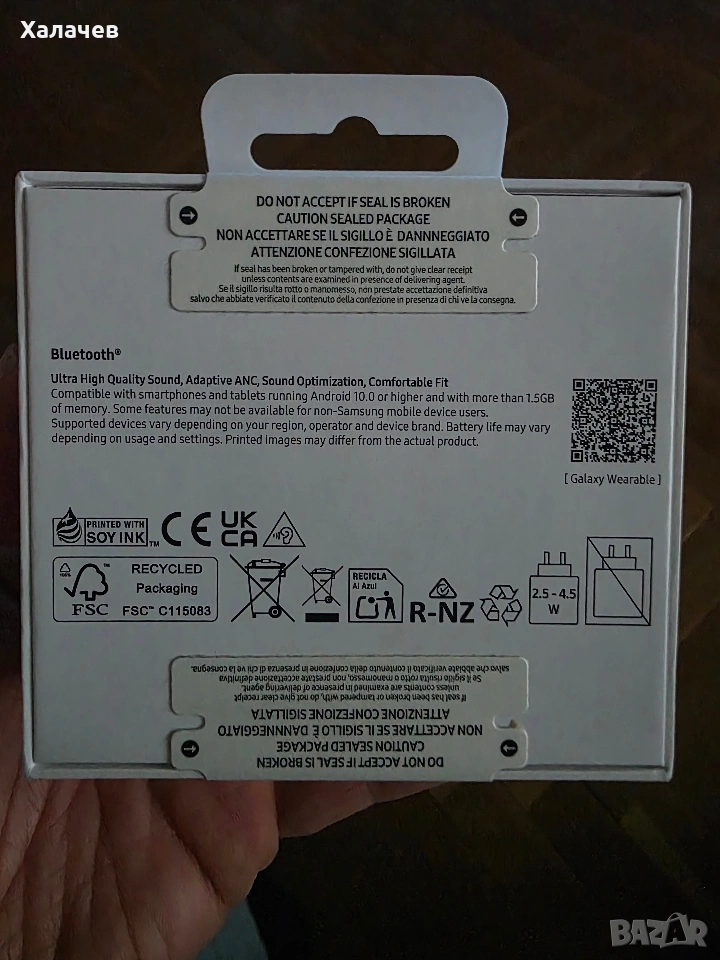 Халачев
DO NOT ACCEPT IF SEAL IS BROKEN
CAUTION SEALED PACKAGE
NON ACCETTARE SE IL SIGILLO È DANNNEGGIATO
ATTENZIONE CONFEZIONE SIGILLATA
If seal has been broken or tampered with, do not give clear receipt
unless contents are examined in presence of delivering agent.
Se il sigillo risulta rotto o manomesso, non prestate accettazione definitiva
salvo che abbiate verificato il contenuto della confezione in presenza di chi ve la consegna.
Bluetooth®
Ultra High Quality Sound, Adaptive ANC, Sound Optimization, Comfortable Fit
Compatible with smartphones and tablets running Android 10.0 or higher and with more than 1.5GB
of memory. Some features may not be available for non-Samsung mobile device users.
Supported devices vary depending on your region, operator and device brand. Battery life may vary
depending on usage and settings. Printed images may differ from the actual product.
[ Galaxy Wearable ]
PRINTED WITH
SOY INK™
CE
UK
CA
100%
FSC
RECYCLED
Packaging
FSC™ C115083
RECICLA
Al Azul
R-NZ
2.5 - 4.5
W
DO NOT ACCEPT IF SEAL IS BROKEN
CAUTION SEALED PACKAGE
NON ACCETTARE SE IL SIGILLO È DANNNEGGIATO
ATTENZIONE CONFEZIONE SIGILLATA
If seal has been broken or tampered with, do not give clear receipt
unless contents are examined in presence of delivering agent.
Se il sigillo risulta rotto o manomesso, non prestate accettazione definitiva
salvo che abbiate verificato il contenuto della confezione in presenza di chi ve la consegna.
BAZAR